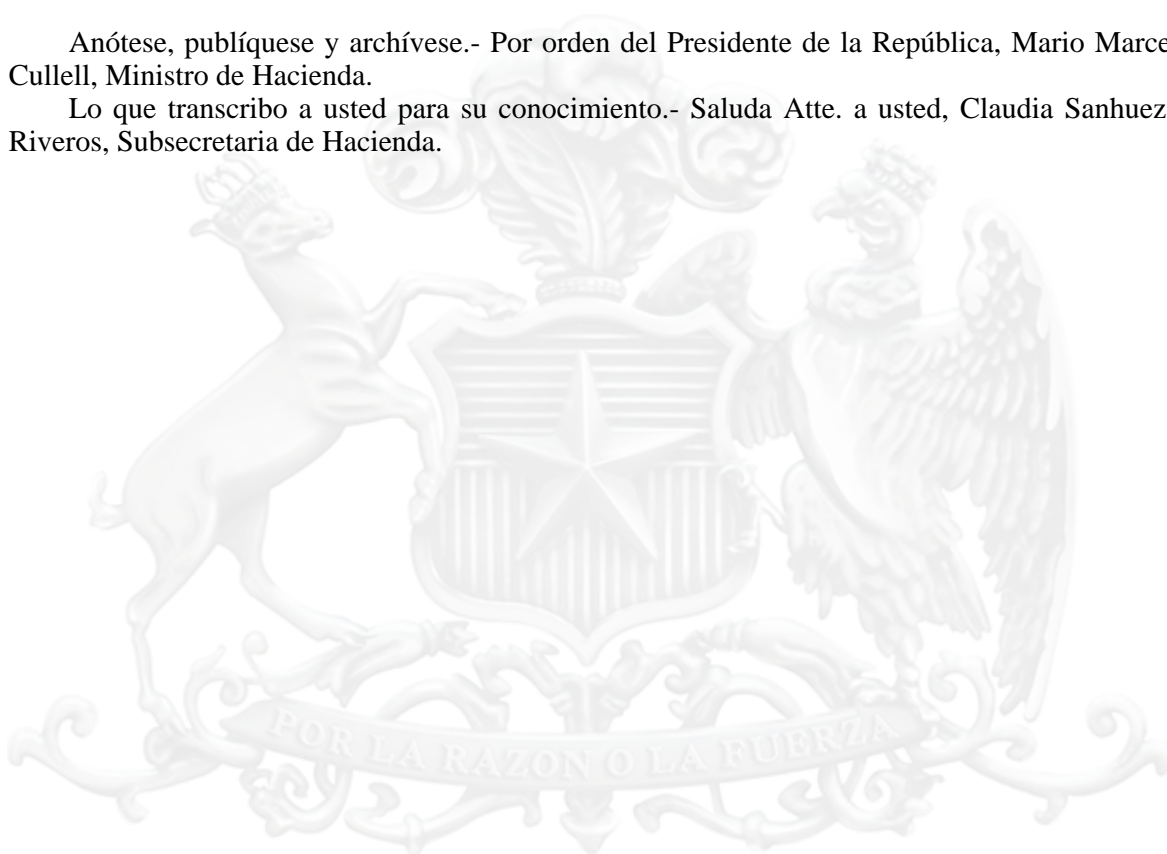 Anótese, publíquese y archívese.- Por orden del Presidente de la República, Mario Marce
Cullell, Ministro de Hacienda.
Lo que transcribo a usted para su conocimiento.- Saluda Atte. a usted, Claudia Sanhuez
Riveros, Subsecretaria de Hacienda.
POR LA RAZON O LA FUERZA